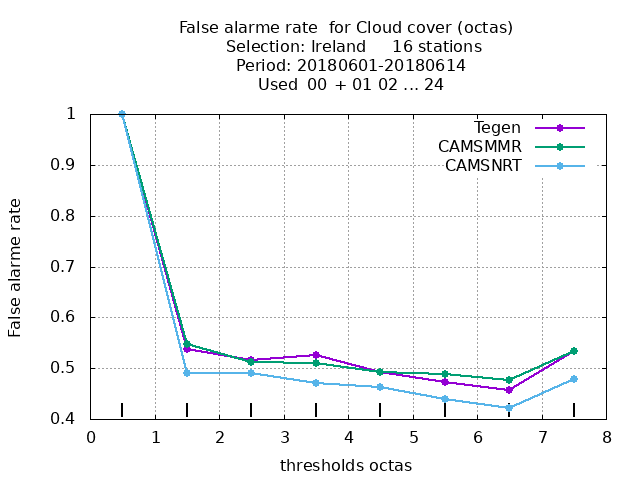 False alarme rate  for Cloud cover (octas)
Selection: Ireland     16 stations
Period: 20180601-20180614
Used  00  + 01 02 ... 24
Tegen
CAMSMMR
CAMSNRT
1
0.9
0.8
0.7
0.6
0.5
0.4
False alarme rate
0 1 2 3 4 5 6 7 8
thresholds octas